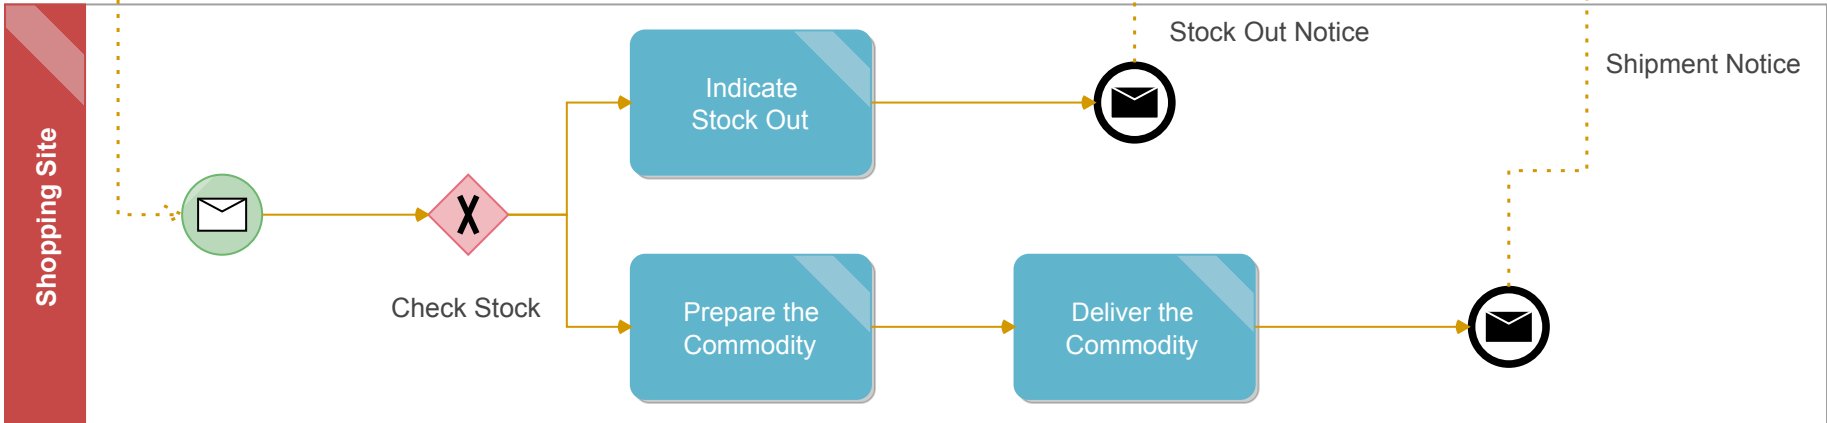 Shopping Site
Stock Out Notice
Shipment Notice
Indicate
Stock Out
Check Stock
Prepare the
Commodity
Deliver the
Commodity